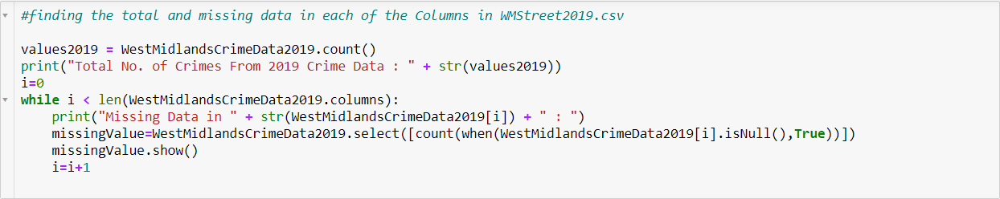 #finding the total and missing data in each of the Columns in WMStreet2019.csv
values2019 = WestMidlandsCrimeData2019.count()
print("Total No. of Crimes From 2019 Crime Data : " + str(values2019))
i=0
while i < len(WestMidlandsCrimeData2019.columns):
    print("Missing Data in " + str(WestMidlandsCrimeData2019[i]) + " : ")
    missingValue=WestMidlandsCrimeData2019.select([count(when(WestMidlandsCrimeData2019[i].isNull(),True))])
    missingValue.show()
    i=i+1